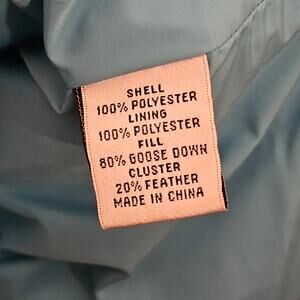 SHELL
100% POLYESTER
LINING
100% POLYESTER
FILL
80% GOOSE DOWN
CLUSTER
20% FEATHER
MADE IN CHINA